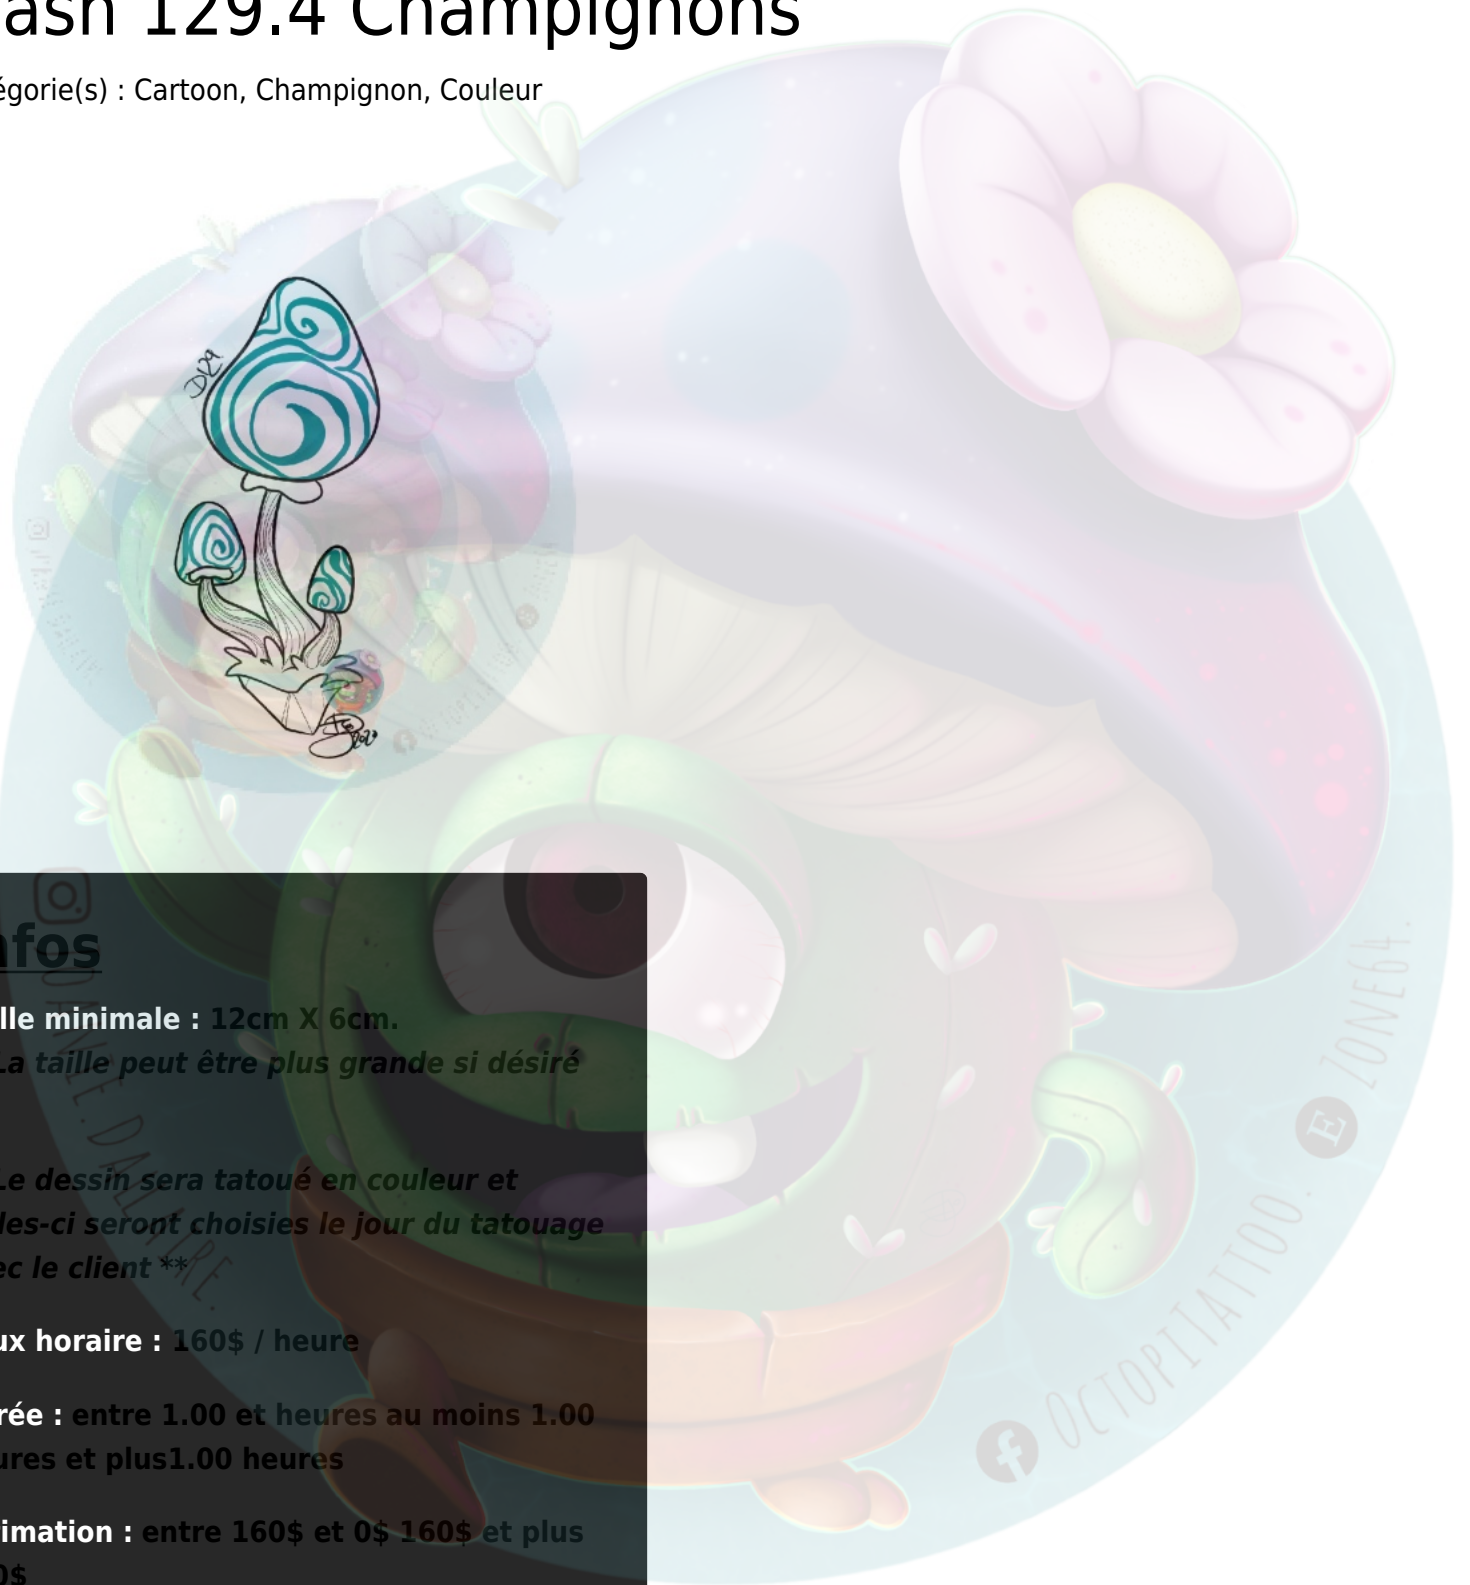 ash 129.4 Champignons
égorie(s) : Cartoon, Champignon, Couleur
D129
nfos
lle minimale : 12cm X 6cm.
La taille peut être plus grande si désiré
Le dessin sera tatoué en couleur et
les-ci seront choisies le jour du tatouage
ec le client **
ux horaire : 160$ / heure
rée : entre 1.00 et heures au moins 1.00
ures et plus1.00 heures
imation : entre 160$ et 0$ 160$ et plus
0$
DALLAIRE.
OCTOPITATTOO.
E ZONE64.